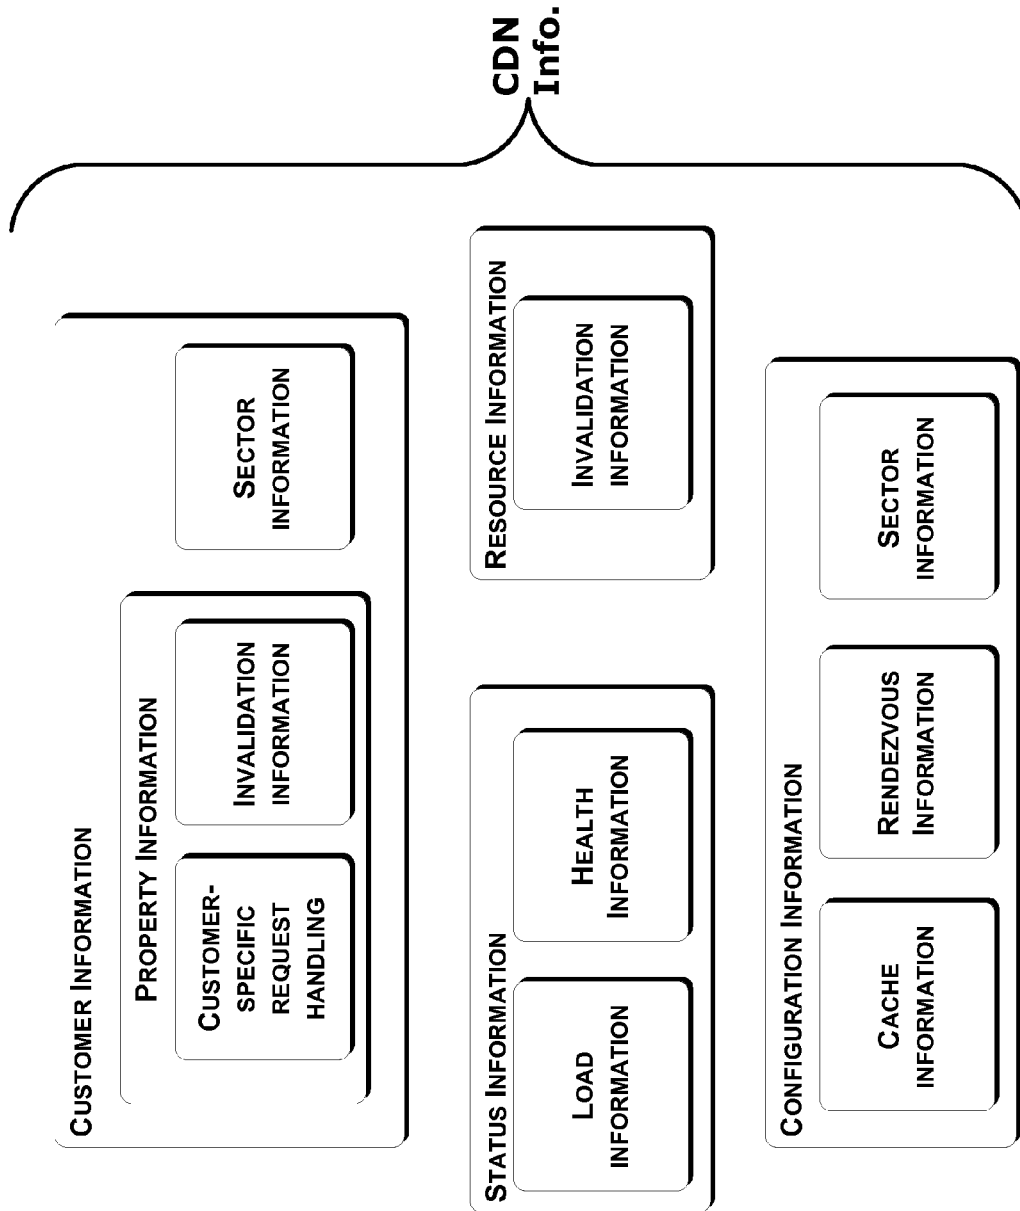 CUSTOMER INFORMATION
PROPERTY INFORMATION
CUSTOMER-
SPECIFIC
REQUEST
HANDLING
INVALIDATION
INFORMATION
SECTOR
INFORMATION
STATUS INFORMATION
LOAD
INFORMATION
HEALTH
INFORMATION
RESOURCE INFORMATION
INVALIDATION
INFORMATION
CONFIGURATION INFORMATION
CACHE
INFORMATION
RENDEZVOUS
INFORMATION
SECTOR
INFORMATION
CDN
Info.